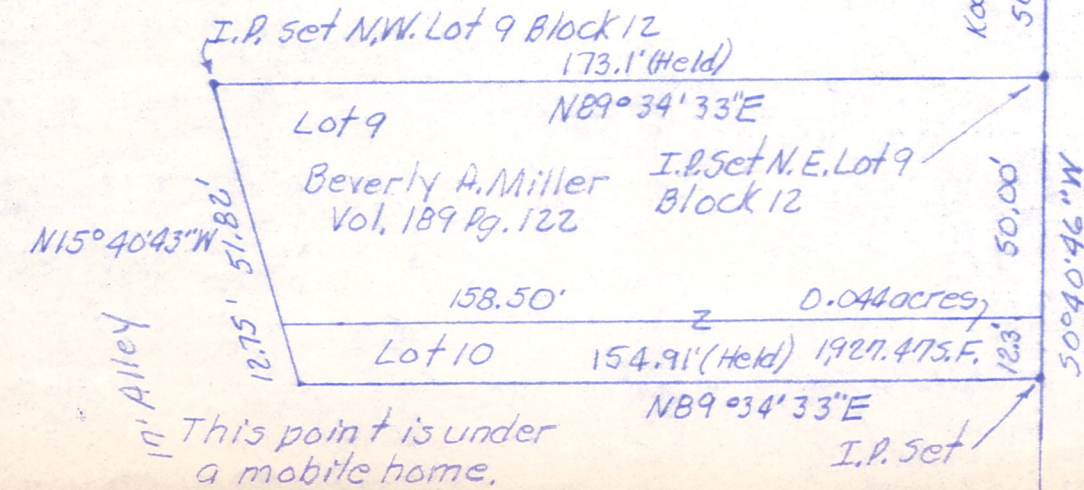 I.P. set N.W. Lot 9 Block 12
173.1' (Held)
N89°34'33"E
Lot 9
I.P. Set N.E. Lot 9
Block 12
Beverly A. Miller
Vol. 189 Pg. 122
50.00'
S0°40'46"W
N15°40'43"W
51.82'
158.50'
0.044 acres
12.75'
Lot 10
154.91' (Held)
1927.47 S.F.
12.3'
N89°34'33"E
Alley
This point is under
a mobile home.
I.P. Set